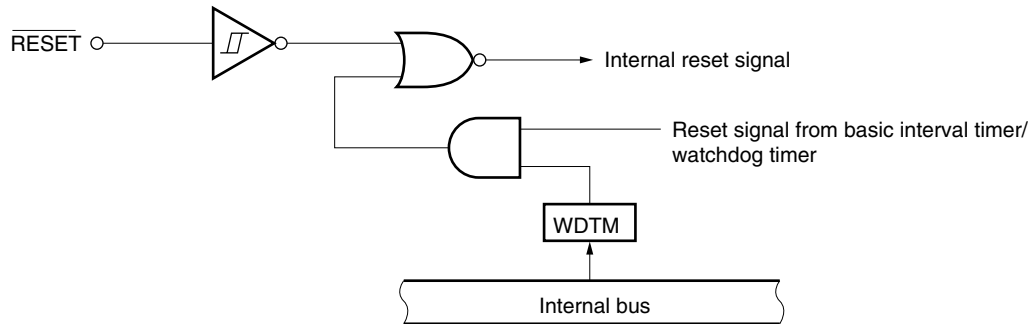 RESET
Internal reset signal
Reset signal from basic interval timer/
watchdog timer
WDTM
Internal bus